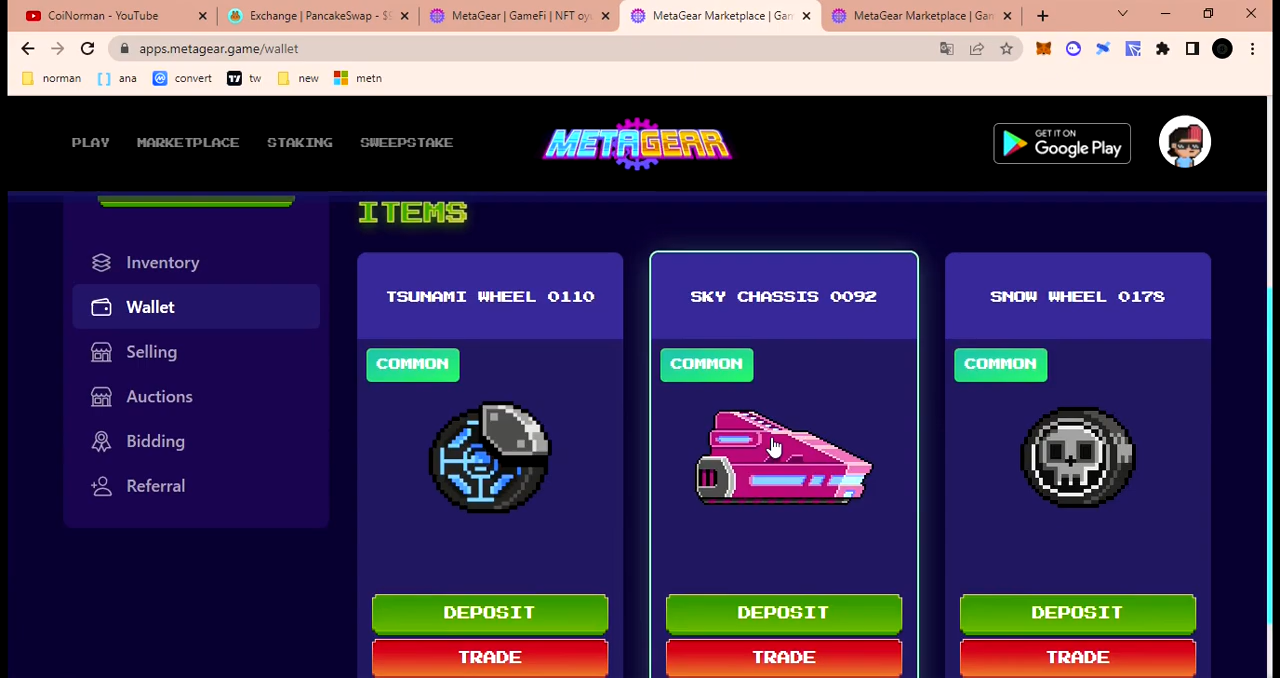 CoiNorman - YouTube
Exchange | PancakeSwap - $9
MetaGear | GameFi | NFT oyu
MetaGear Marketplace | Gam
MetaGear Marketplace | Gam
apps.metagear.game/wallet
norman
ana
convert
tw
new
metn
PLAY
MARKETPLACE
STAKING
SWEEPSTAKE
METAGEAR
GET IT ON
Google Play
Inventory
Wallet
Selling
Auctions
Bidding
Referral
ITEMS
TSUNAMI WHEEL 0110
SKY CHASSIS 0092
SNOW WHEEL 0178
COMMON
COMMON
COMMON
DEPOSIT
DEPOSIT
DEPOSIT
TRADE
TRADE
TRADE